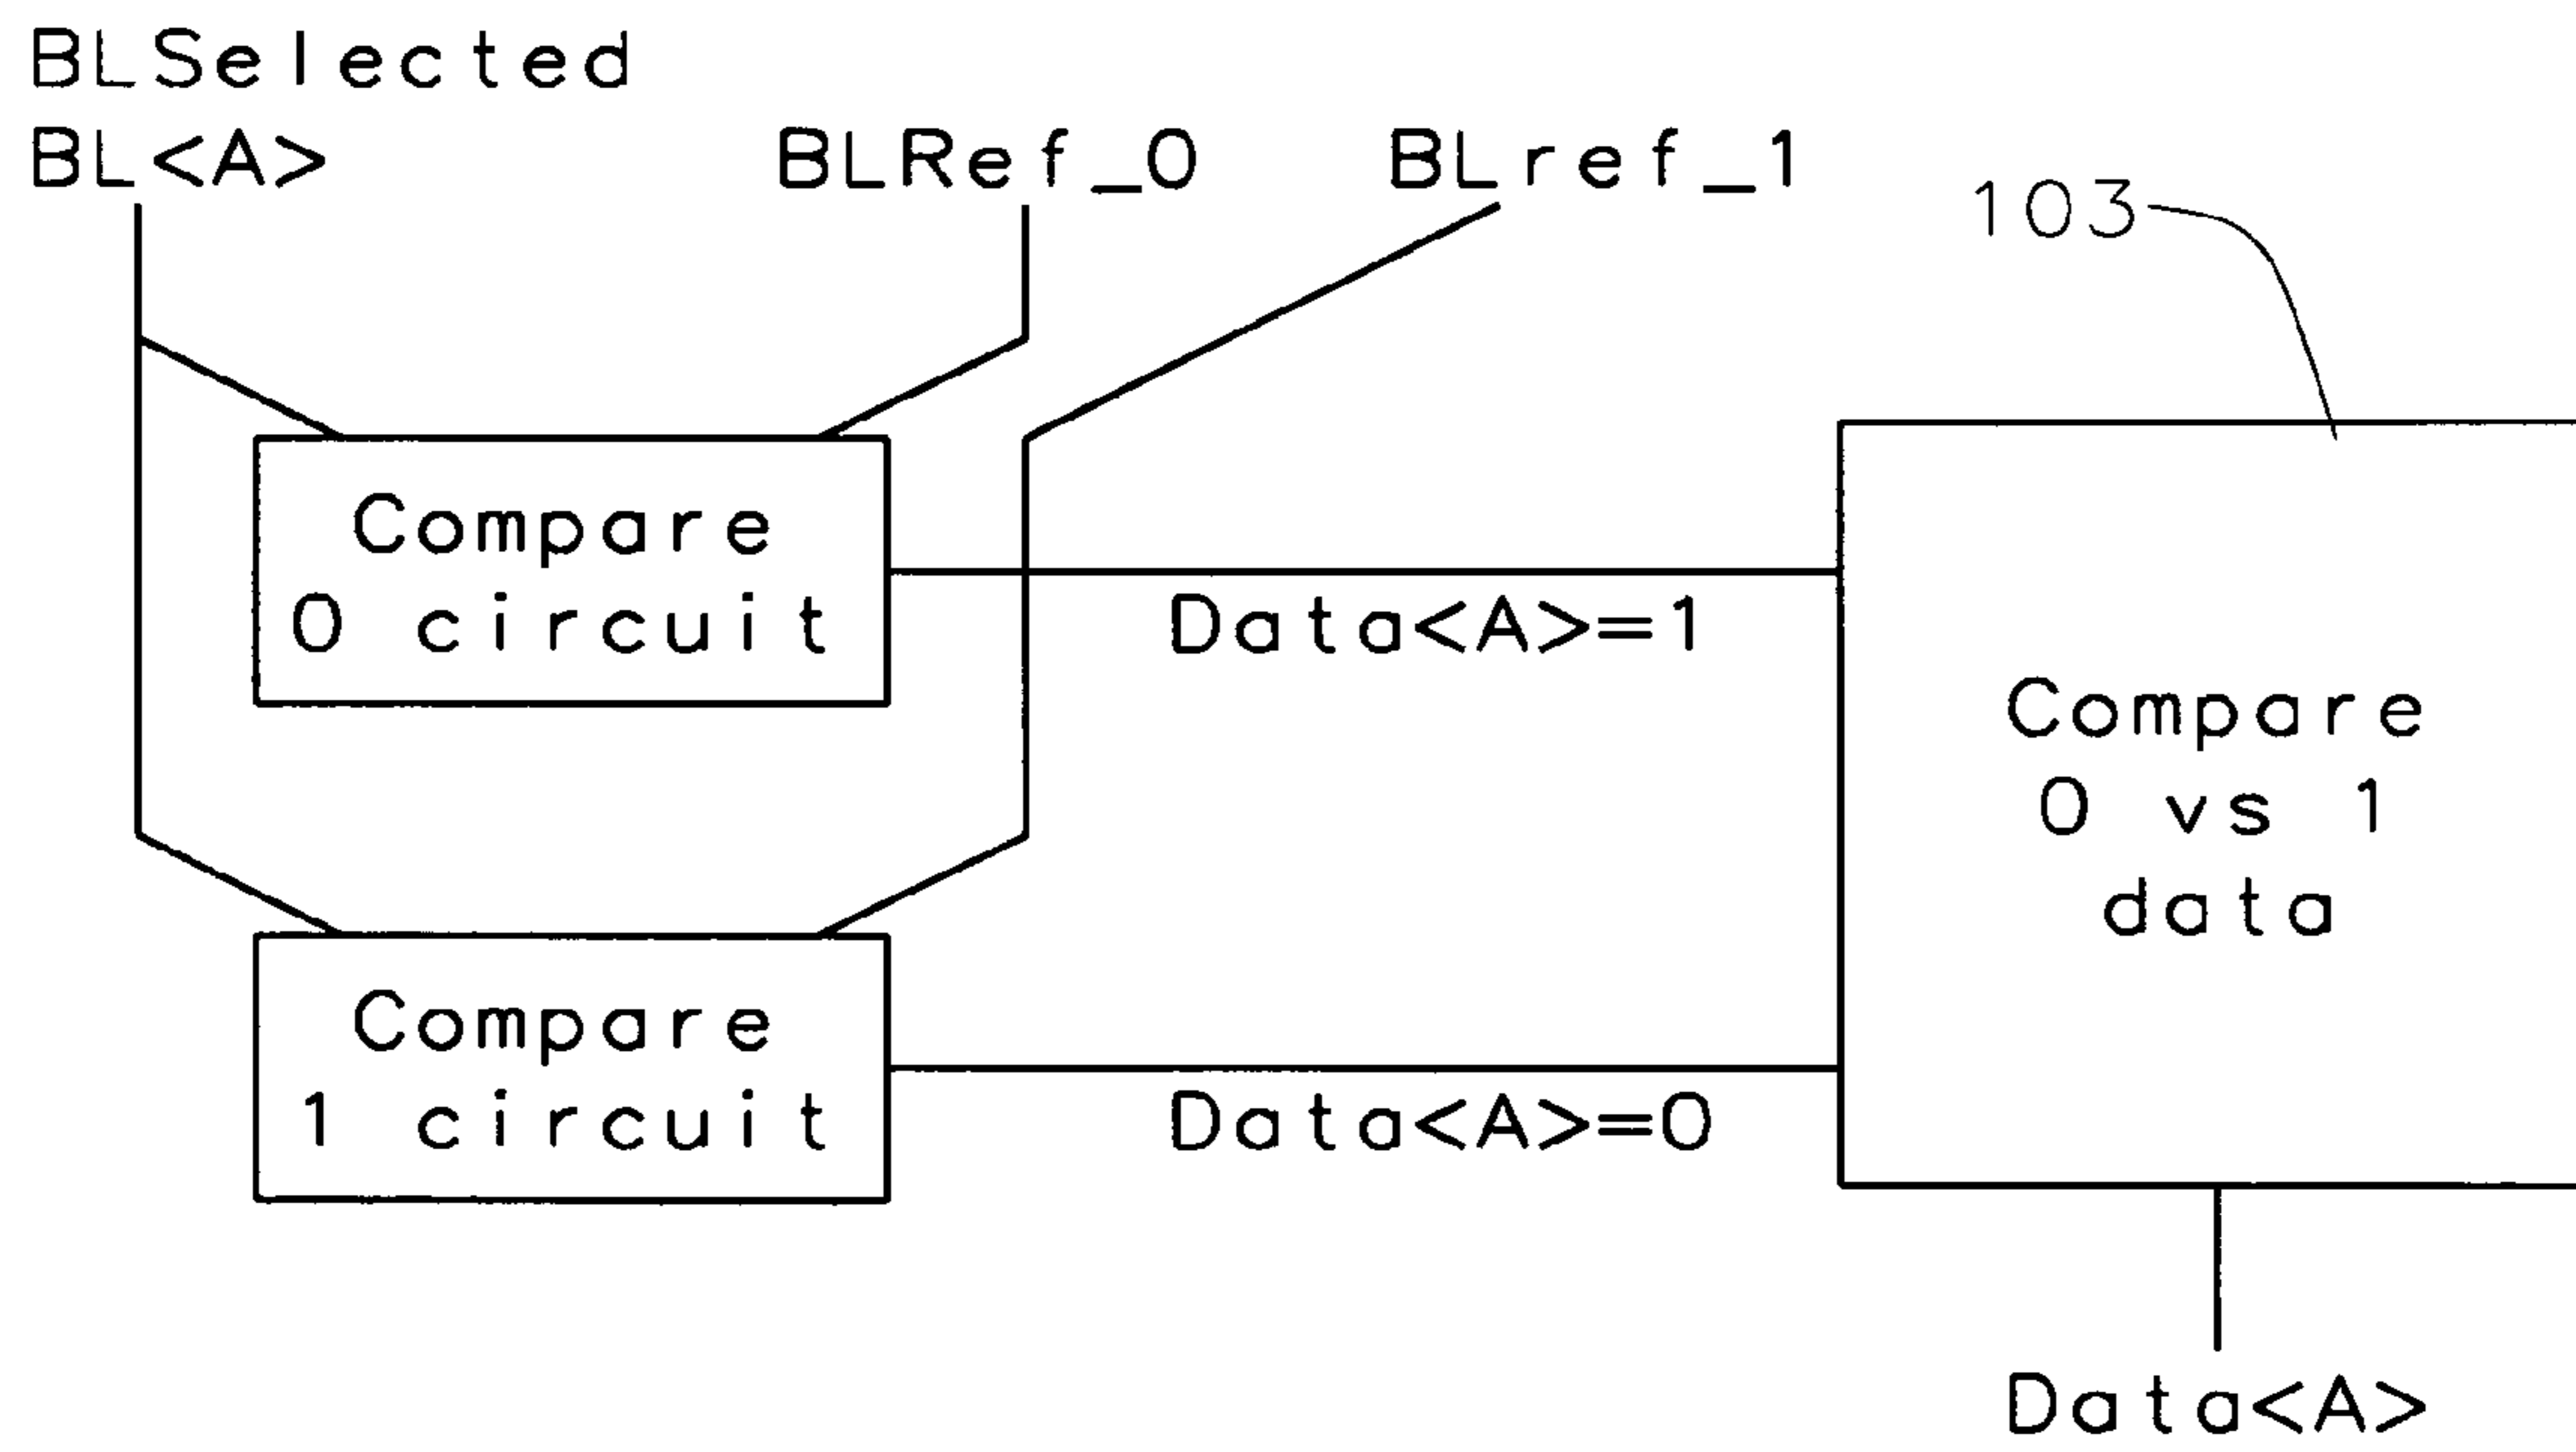 BLSelected
BL<A>
BLRef_0
BLref_1
103
Compare
0 circuit
Data<A>=1
Compare
0 vs 1
data
Compare
1 circuit
Data<A>=0
Data<A>